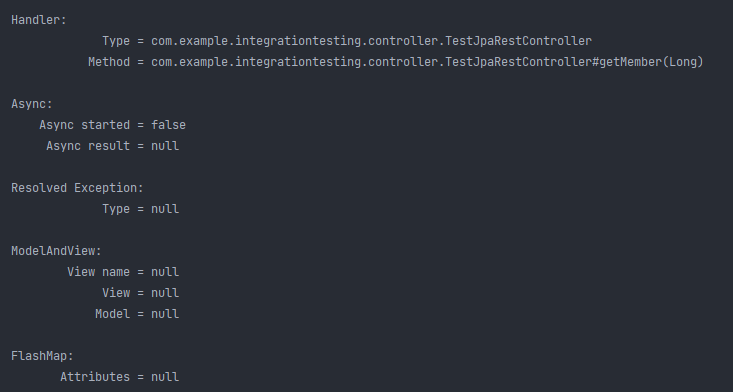 Handler:
Type = com.example.integrationtesting.controller.TestJpaRestController
Method = com.example.integrationtesting.controller.TestJpaRestController#getMember(Long)
Async:
Async started = false
Async result = null
Resolved Exception:
Type = null
ModelAndView:
View name = null
View = null
Model = null
FlashMap:
Attributes = null